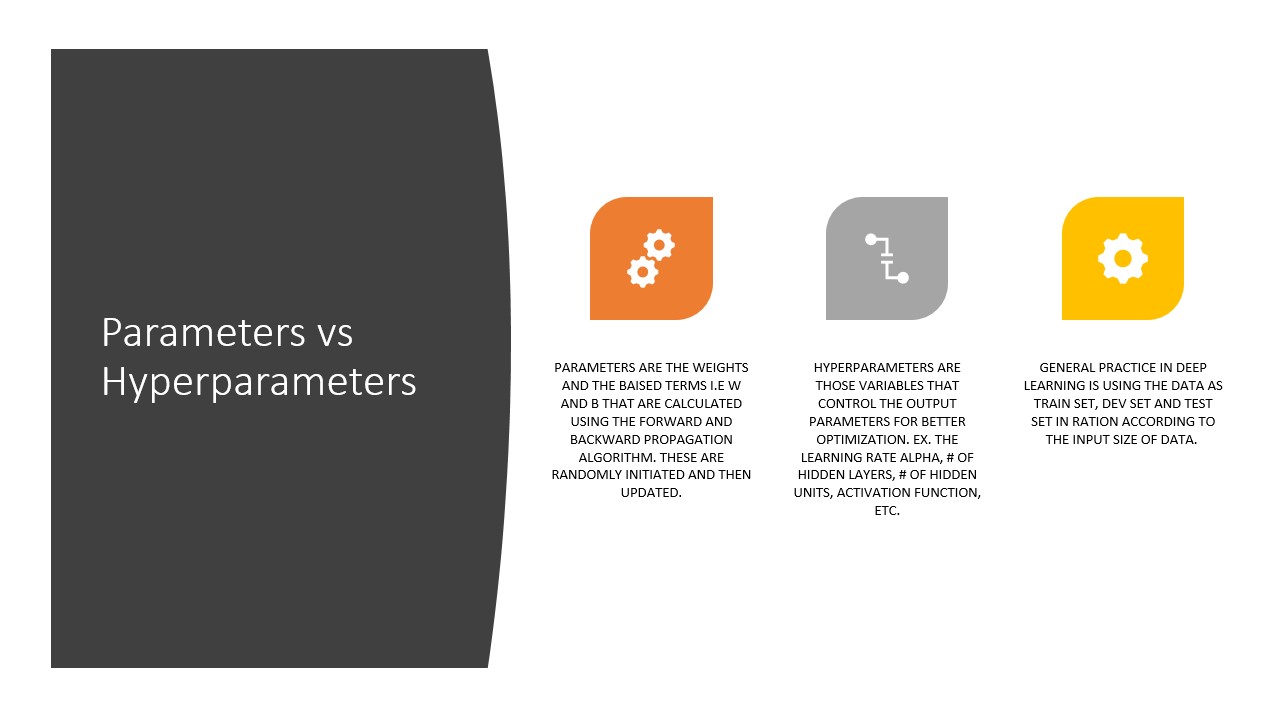 Parameters vs
Hyperparameters
PARAMETERS ARE THE WEIGHTS
AND THE BAISED TERMS I.E W
AND B THAT ARE CALCULATED
USING THE FORWARD AND
BACKWARD PROPAGATION
ALGORITHM. THESE ARE
RANDOMLY INITIATED AND THEN
UPDATED.
HYPERPARAMETERS ARE
THOSE VARIABLES THAT
CONTROL THE OUTPUT
PARAMETERS FOR BETTER
OPTIMIZATION. EX. THE
LEARNING RATE ALPHA, # OF
HIDDEN LAYERS, # OF HIDDEN
UNITS, ACTIVATION FUNCTION,
ETC.
GENERAL PRACTICE IN DEEP
LEARNING IS USING THE DATA AS
TRAIN SET, DEV SET AND TEST
SET IN RATION ACCORDING TO
THE INPUT SIZE OF DATA.